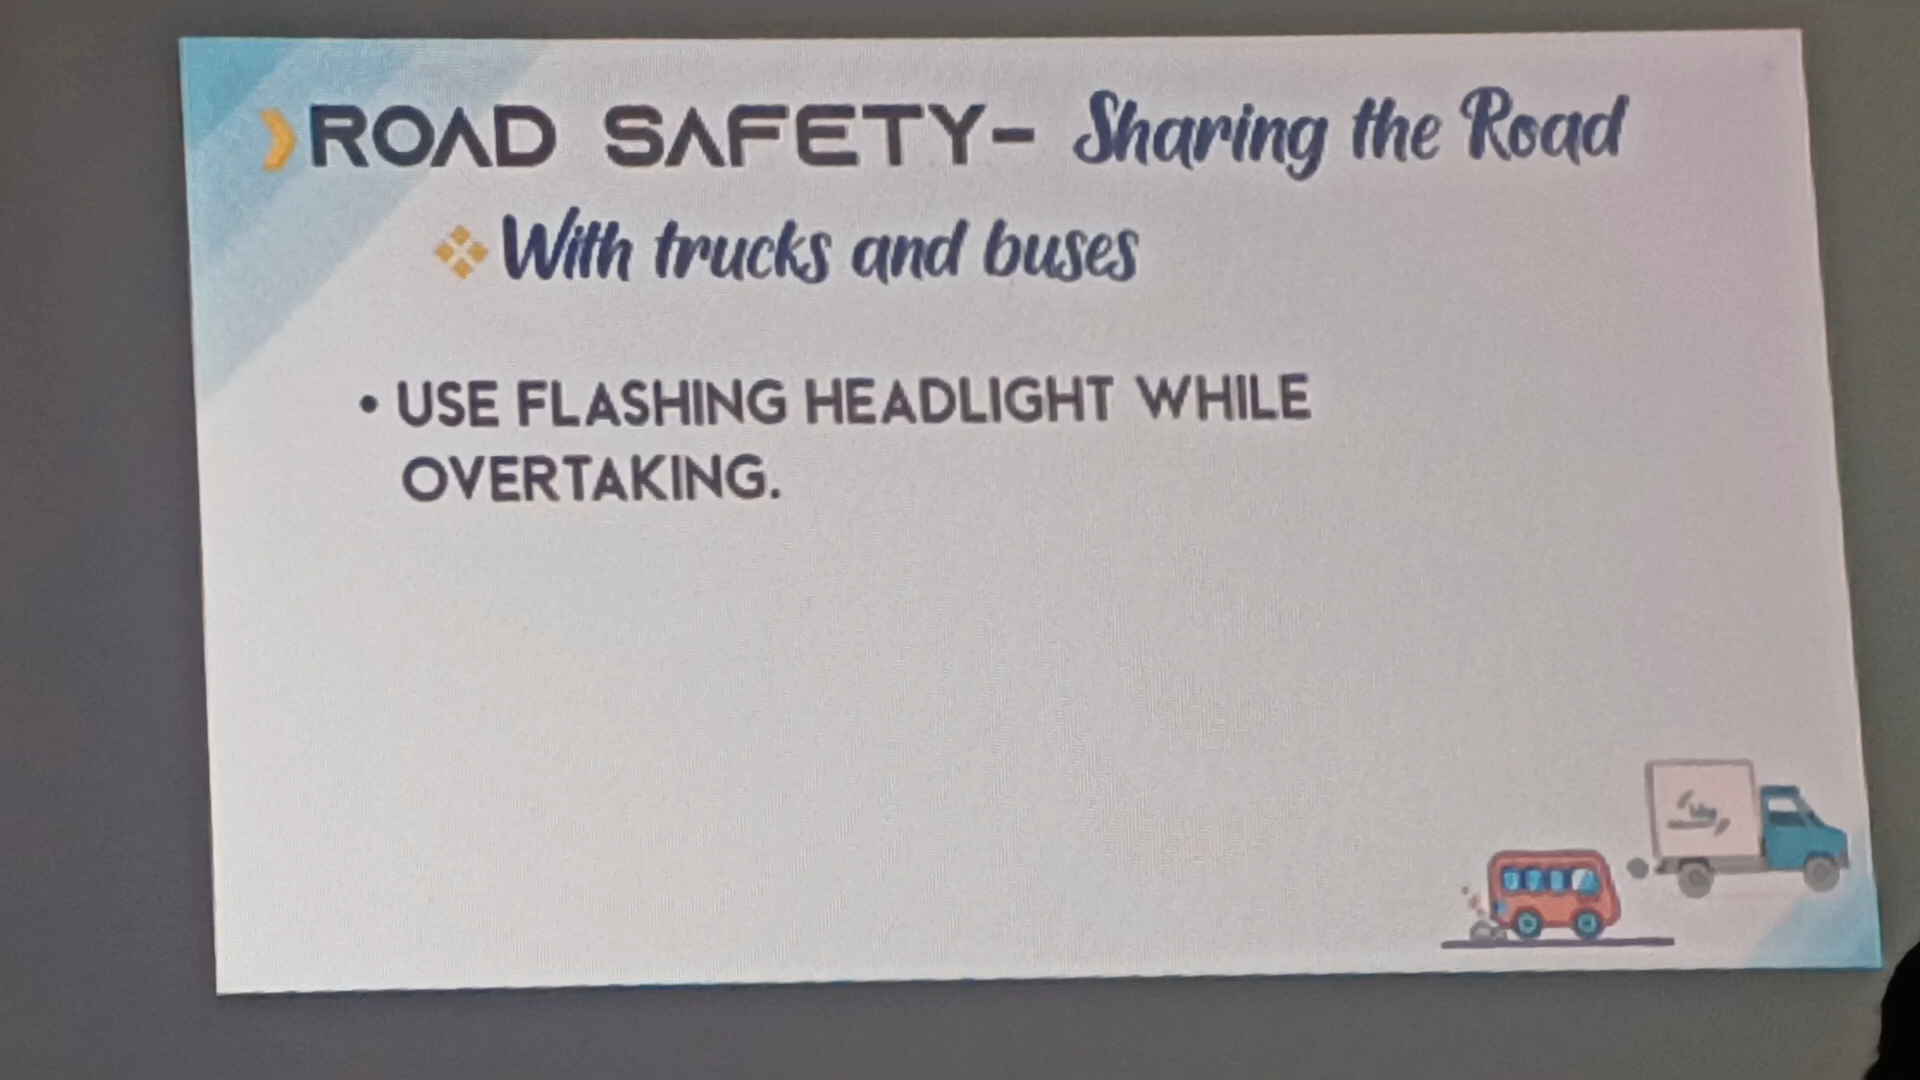 ROAD SAFETY- Sharing the Road
With trucks and buses
• USE FLASHING HEADLIGHT WHILE
OVERTAKING.